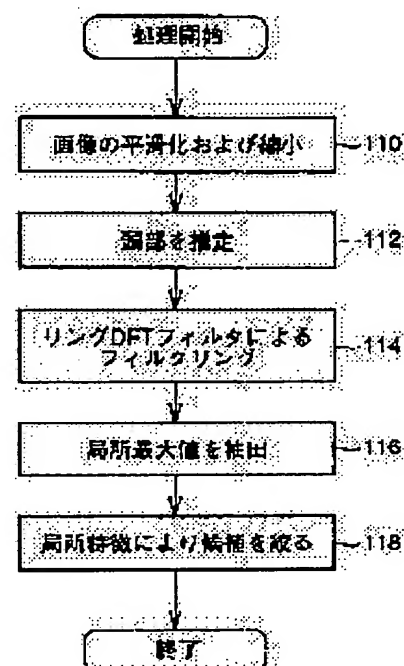 処理開始
画像の平滑化および縮小
110
頭部を推定
112
リングDFTフィルタによる
フィルタリング
114
局所最大値を抽出
116
局所特徴により候補を絞る
118
終了